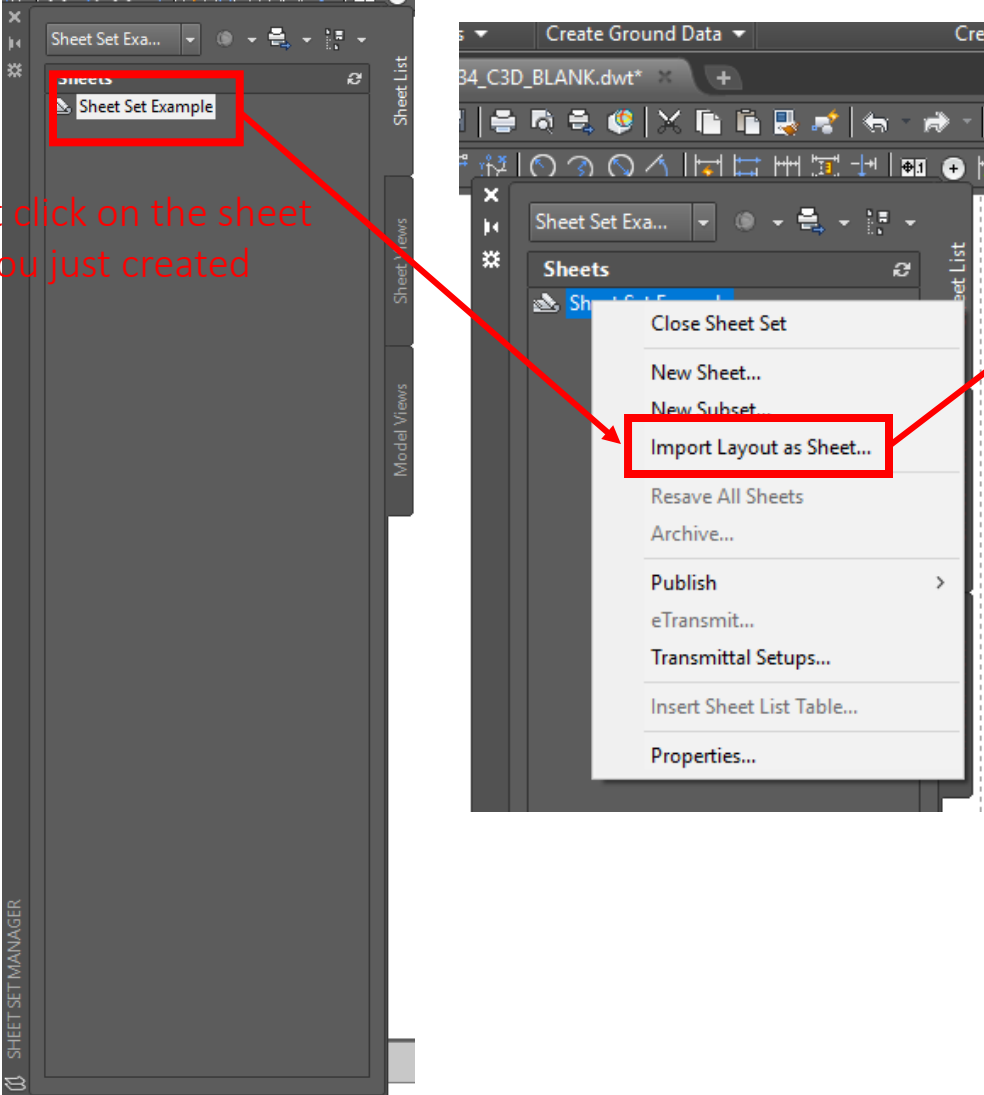 Sheet Set Exa...
Sheets
Sheet Set Example
Sheet List
Sheet Views
Model Views
SHEET SET MANAGER
click on the sheet
just created
Create Ground Data
34_C3D_BLANK.dwt*
Sheet Set Exa...
Sheets
Close Sheet Set
New Sheet...
New Subset...
Import Layout as Sheet...
Resave All Sheets
Archive...
Publish
eTransmit...
Transmittal Setups...
Insert Sheet List Table...
Properties...
List